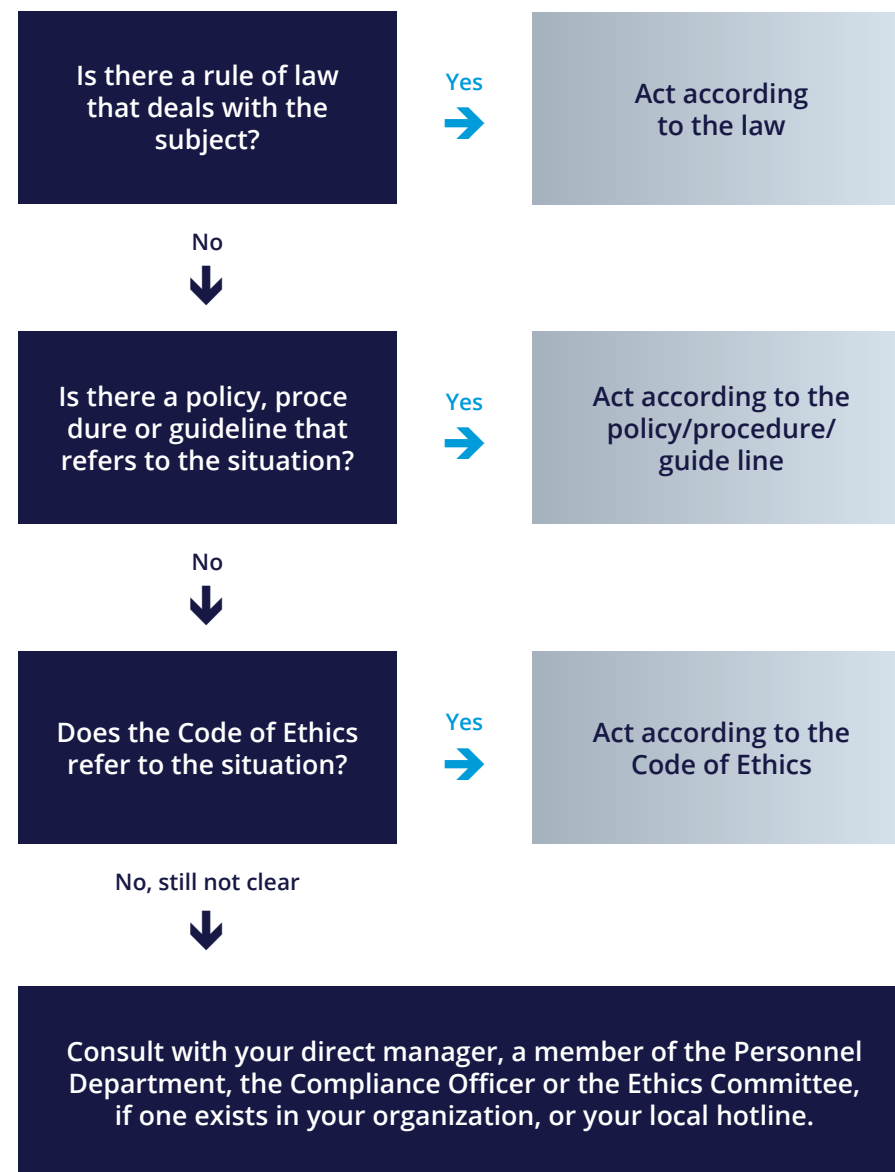 Is there a rule of law
that deals with the
subject?
Yes
Act according
to the law
No
Is there a policy, proce
dure or guideline that
refers to the situation?
Yes
Act according to the
policy/procedure/
guide line
No
Does the Code of Ethics
refer to the situation?
Yes
Act according to the
Code of Ethics
No, still not clear
Consult with your direct manager, a member of the Personnel
Department, the Compliance Officer or the Ethics Committee,
if one exists in your organization, or your local hotline.